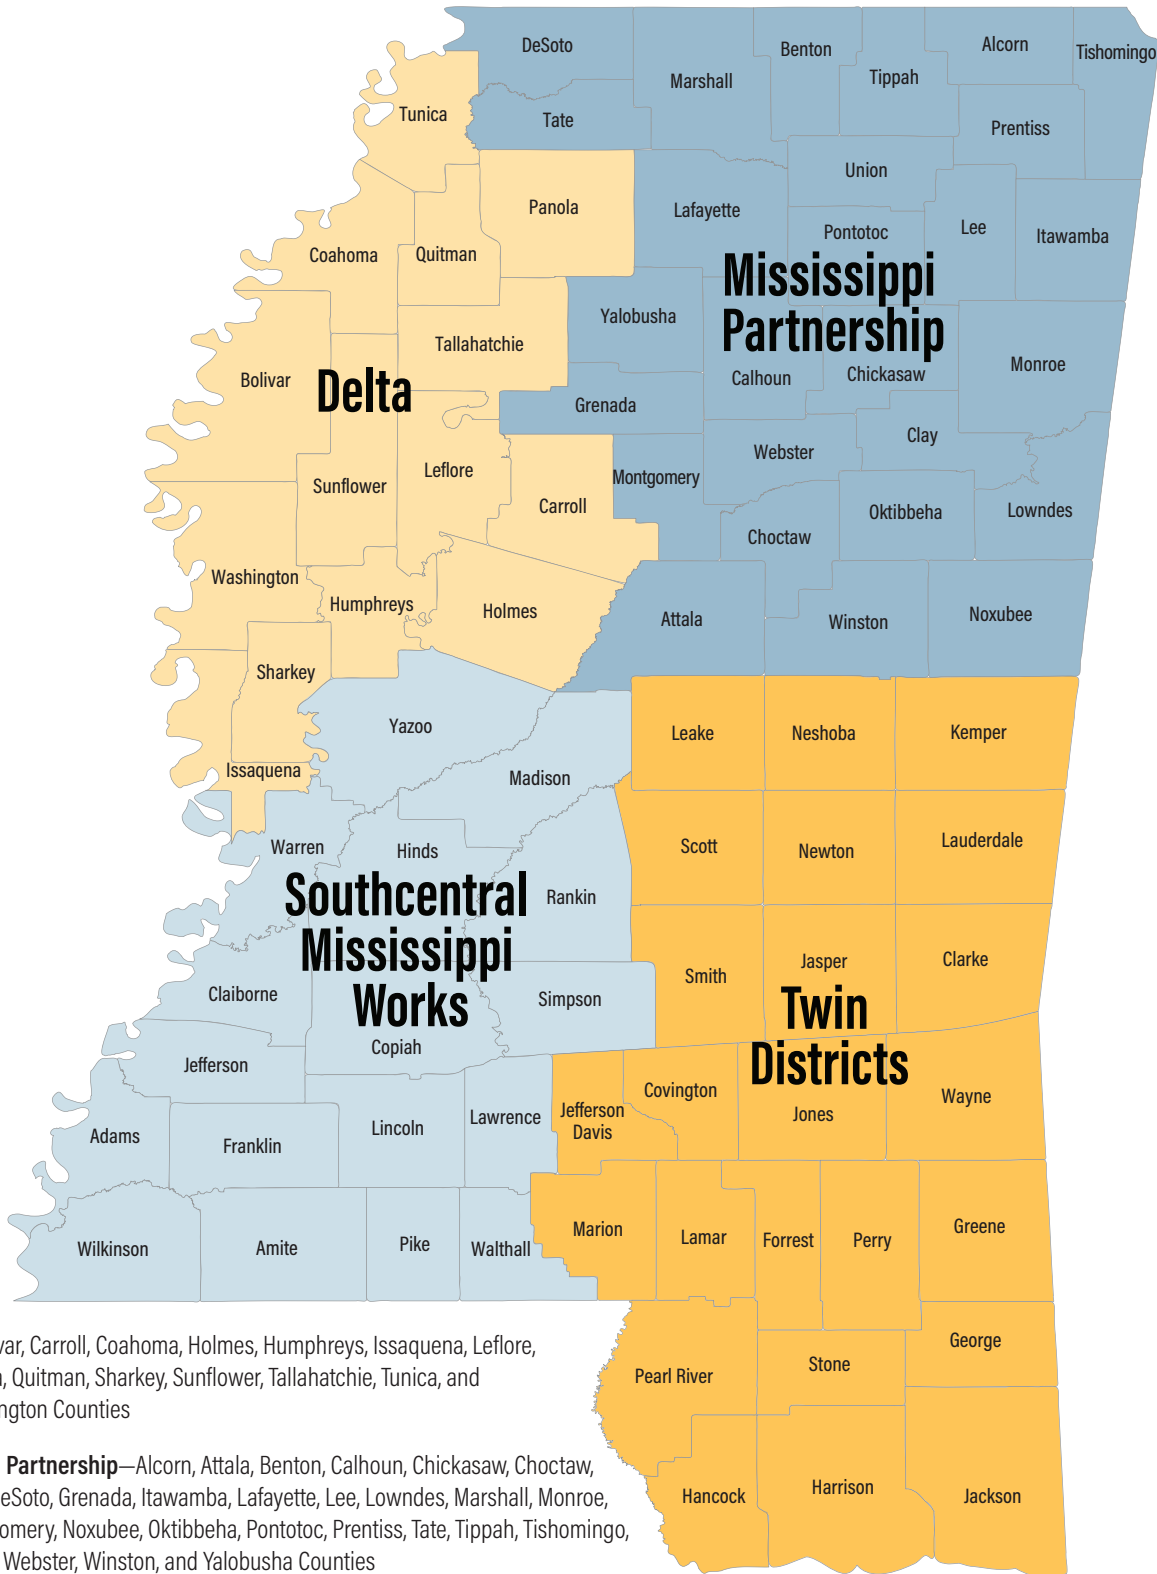 DeSoto
Benton
Alcorn
Tishomingo
Marshall
Tippah
Tunica
Tate
Prentiss
Union
Panola
Lafayette
Pontotoc
Lee
Itawamba
Coahoma
Quitman
Mississippi
Partnership
Yalobusha
Tallahatchie
Monroe
Bolivar
Delta
Calhoun
Chickasaw
Grenada
Clay
Webster
Leflore
Sunflower
Montgomery
Carroll
Oktibbeha
Lowndes
Choctaw
Washington
Humphreys
Holmes
Attala
Winston
Noxubee
Sharkey
Yazoo
Leake
Neshoba
Kemper
Issaquena
Madison
Warren
Hinds
Scott
Newton
Lauderdale
Southcentral
Mississippi
Works
Rankin
Smith
Jasper
Clarke
Claiborne
Simpson
Twin
Districts
Copiah
Jefferson
Covington
Wayne
Jefferson
Davis
Jones
Adams
Franklin
Lincoln
Lawrence
Marion
Lamar
Forrest
Perry
Greene
Wilkinson
Amite
Pike
Walthall
George
Stone
Pearl River
Hancock
Harrison
Jackson
var, Carroll, Coahoma, Holmes, Humphreys, Issaquena, Leflore,
, Quitman, Sharkey, Sunflower, Tallahatchie, Tunica, and
ngton Counties
Partnership—Alcorn, Attala, Benton, Calhoun, Chickasaw, Choctaw,
eSoto, Grenada, Itawamba, Lafayette, Lee, Lowndes, Marshall, Monroe,
omery, Noxubee, Oktibbeha, Pontotoc, Prentiss, Tate, Tippah, Tishomingo,
Webster, Winston, and Yalobusha Counties